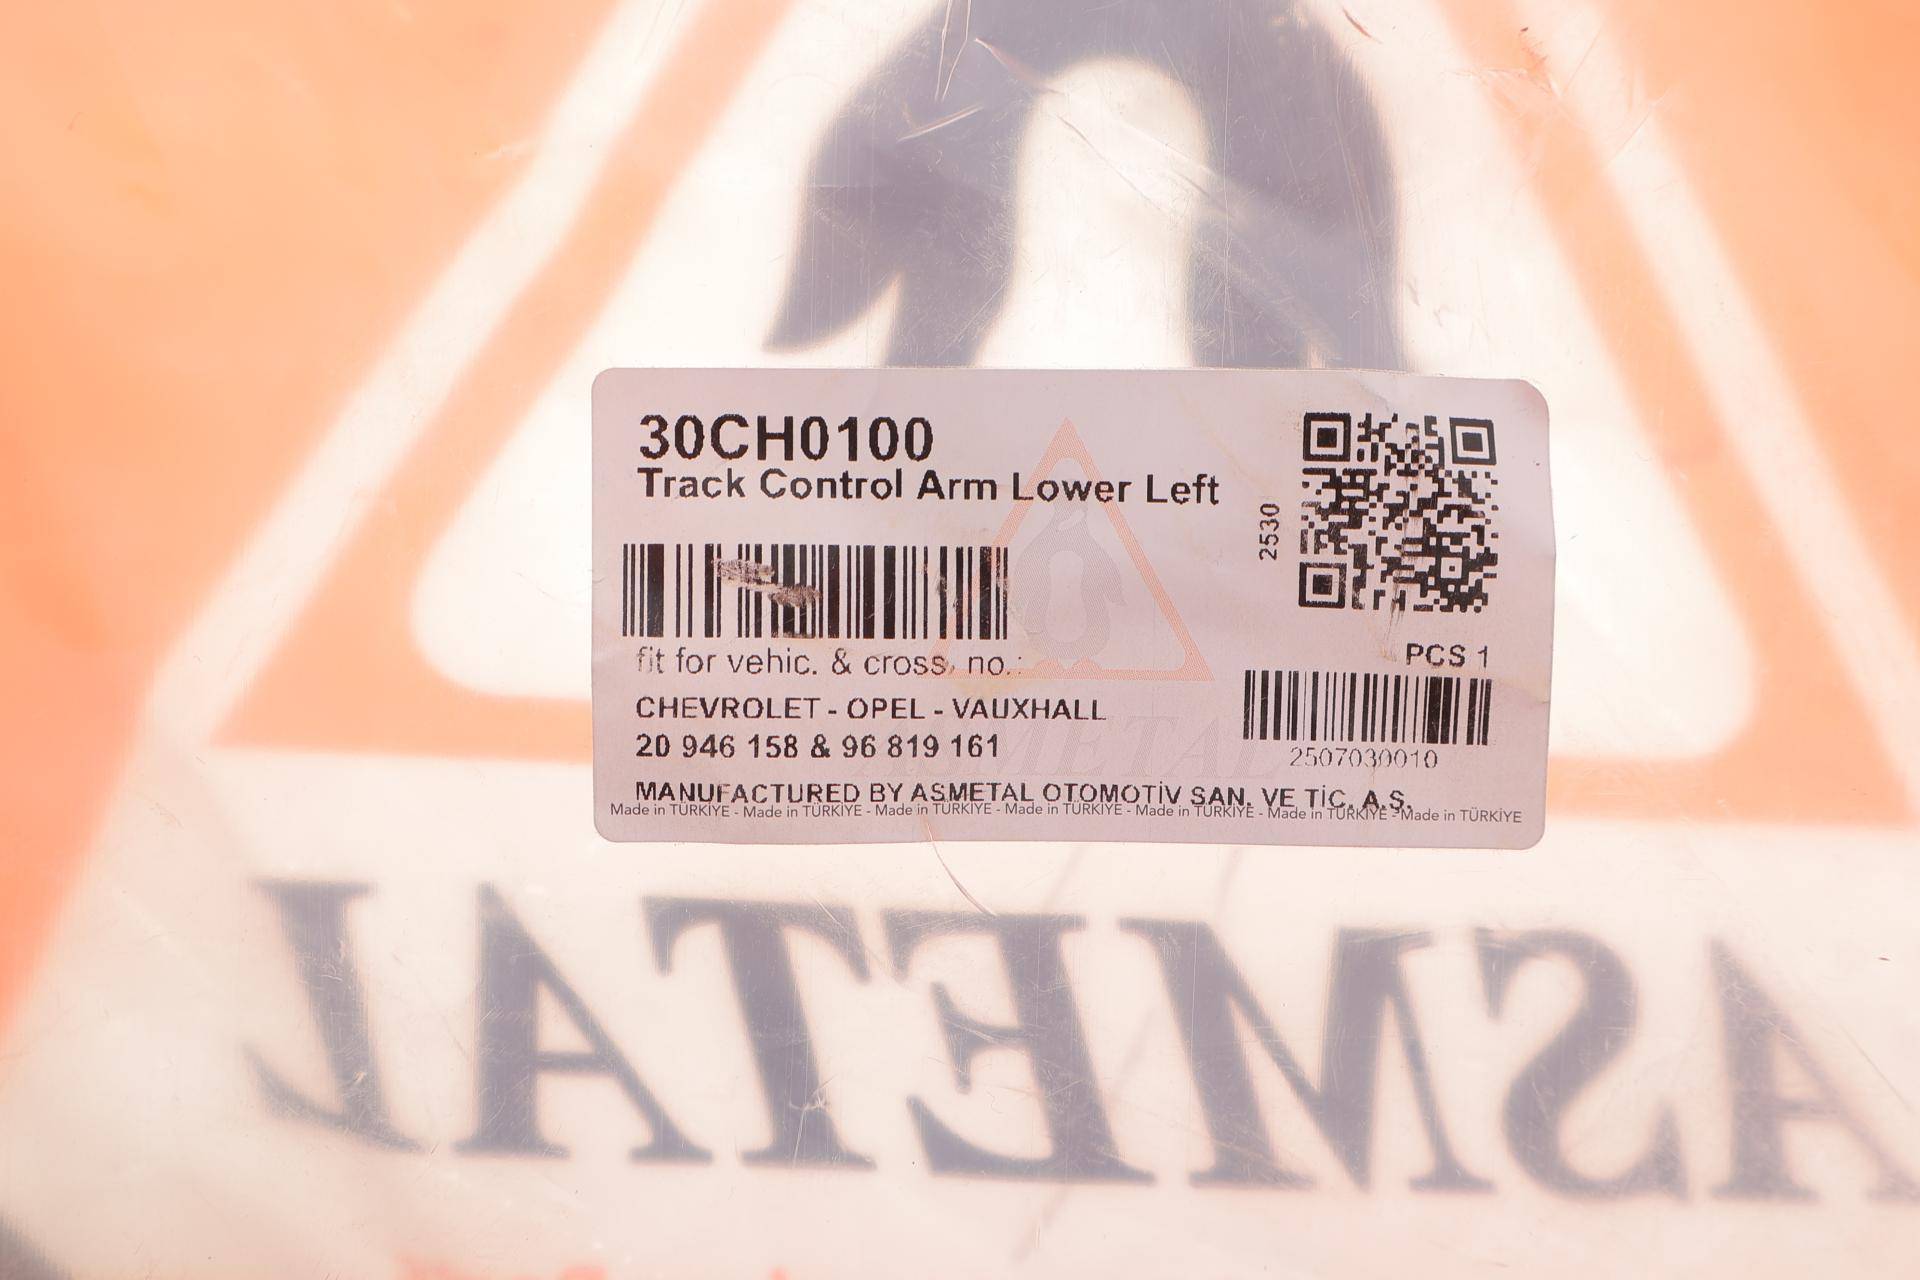 30CH0100
Track Control Arm Lower Left
2530
fit for vehic. & cross. no.:
PCS 1
CHEVROLET - OPEL - VAUXHALL
20 946 158 & 96 819 161
2507030010
MANUFACTURED BY ASMETAL OTOMOTİV SAN. VE TİC. A.Ş.
Made in TÜRKİYE - Made in TÜRKİYE - Made in TÜRKİYE - Made in TÜRKİYE - Made in TÜRKİYE - Made in TÜRKİYE - Made in TÜRKİYE
ASMETAL